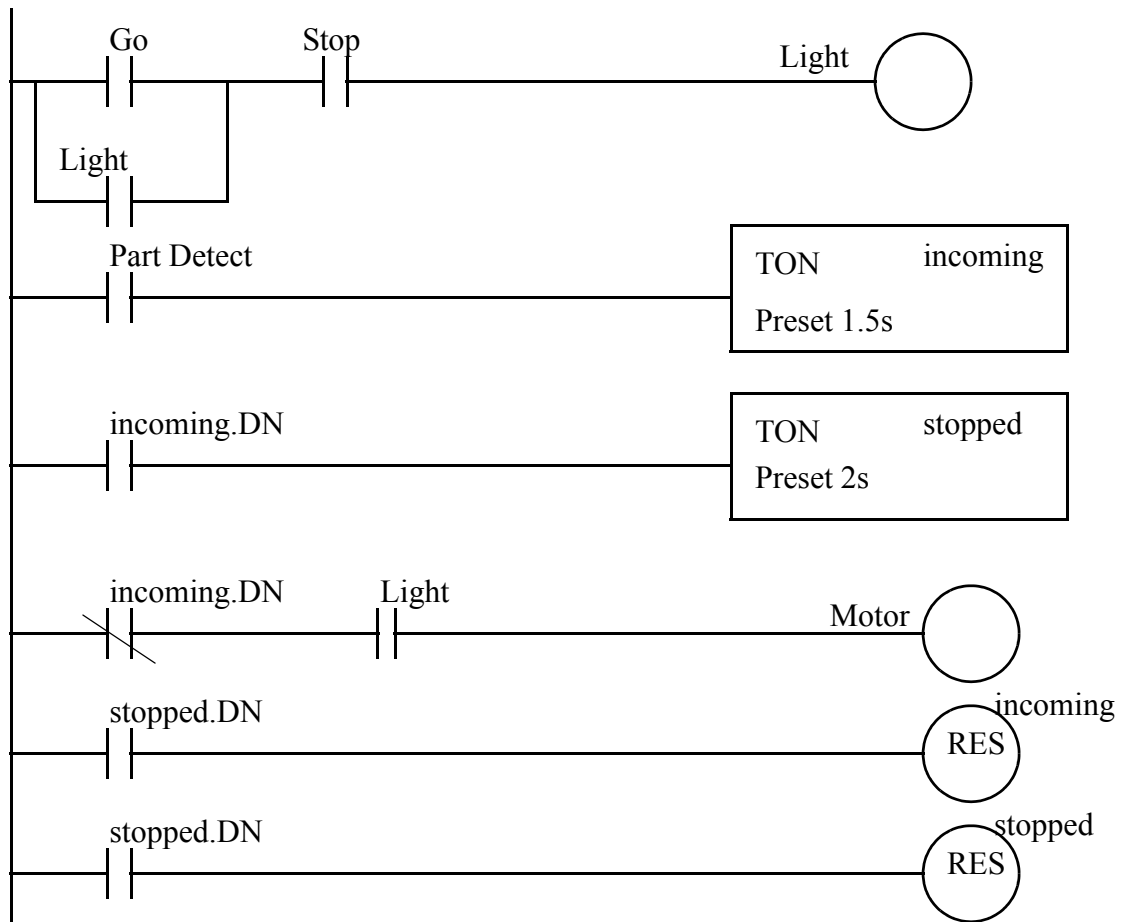 Go
Stop
Light
Light
Part Detect
TON incoming
Preset 1.5s
incoming.DN
TON stopped
Preset 2s
incoming.DN
Light
Motor
stopped.DN
incoming
RES
stopped.DN
stopped
RES